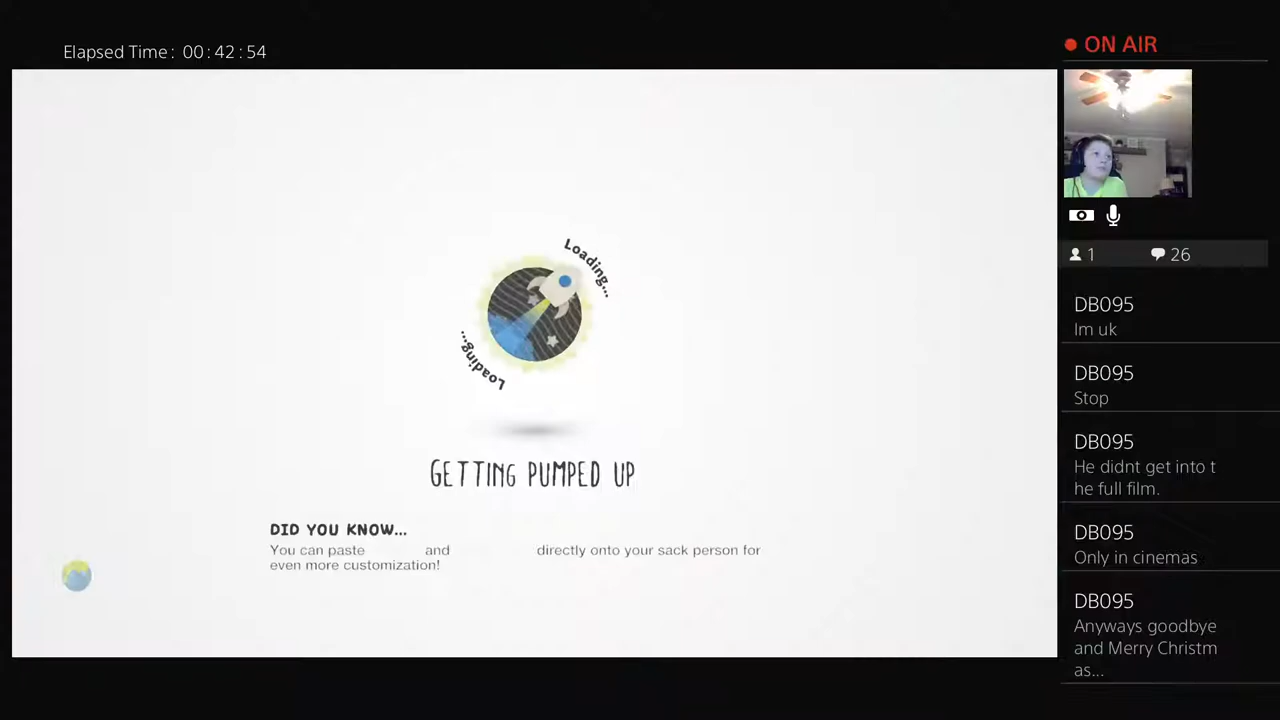 Elapsed Time: 00:42:54
ON AIR
Loading...
Loading...
GETTING PUMPED UP
DID YOU KNOW...
You can paste and directly onto your sack person for
even more customization!
1 26
DB095
Im uk
DB095
Stop
DB095
He didnt get into t
he full film.
DB095
Only in cinemas
DB095
Anyways goodbye
and Merry Christm
as...